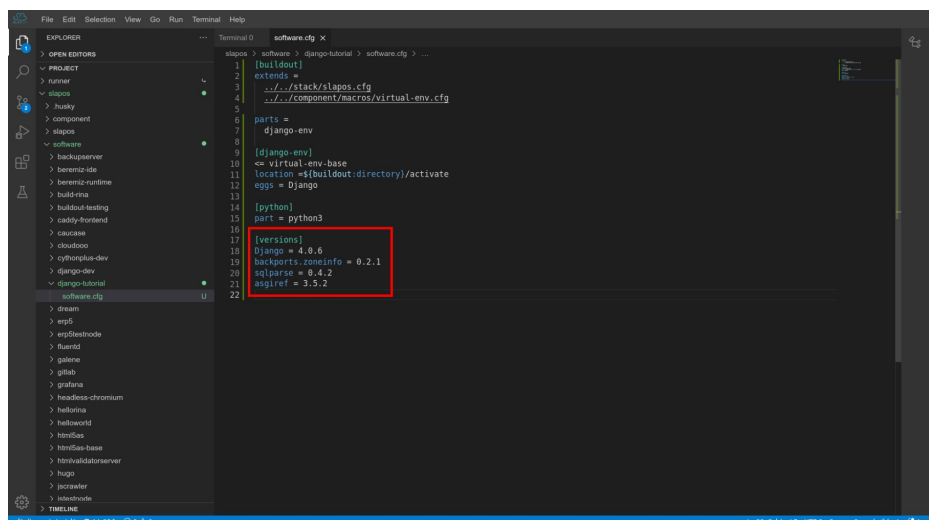 File Edit Selection View Go Run Terminal Help
EXPLORER
OPEN EDITORS
PROJECT
runner
slapos
.husky
component
slapos
software
backupserver
beremiz-ide
beremiz-runtime
build-rina
buildout-testing
caddy-frontend
caucase
cloudooo
cythonplus-dev
django-dev
django-tutorial
software.cfg U
dream
erp5
erp5testnode
fluentd
galene
gitlab
grafana
headless-chromium
hellorina
helloworld
html5as
html5as-base
htmlvalidatorserver
hugo
jscrawler
jstestnode
TIMELINE
Terminal 0 software.cfg ×
slapos > software > django-tutorial > software.cfg > ...
1 [buildout]
2 extends =
3 ../../stack/slapos.cfg
4 ../../component/macros/virtual-env.cfg
5
6 parts =
7 django-env
8
9 [django-env]
10 <= virtual-env-base
11 location =${buildout:directory}/activate
12 eggs = Django
13
14 [python]
15 part = python3
16
17 [versions]
18 Django = 4.0.6
19 backports.zoneinfo = 0.2.1
20 sqlparse = 0.4.2
21 asgiref = 3.5.2
22